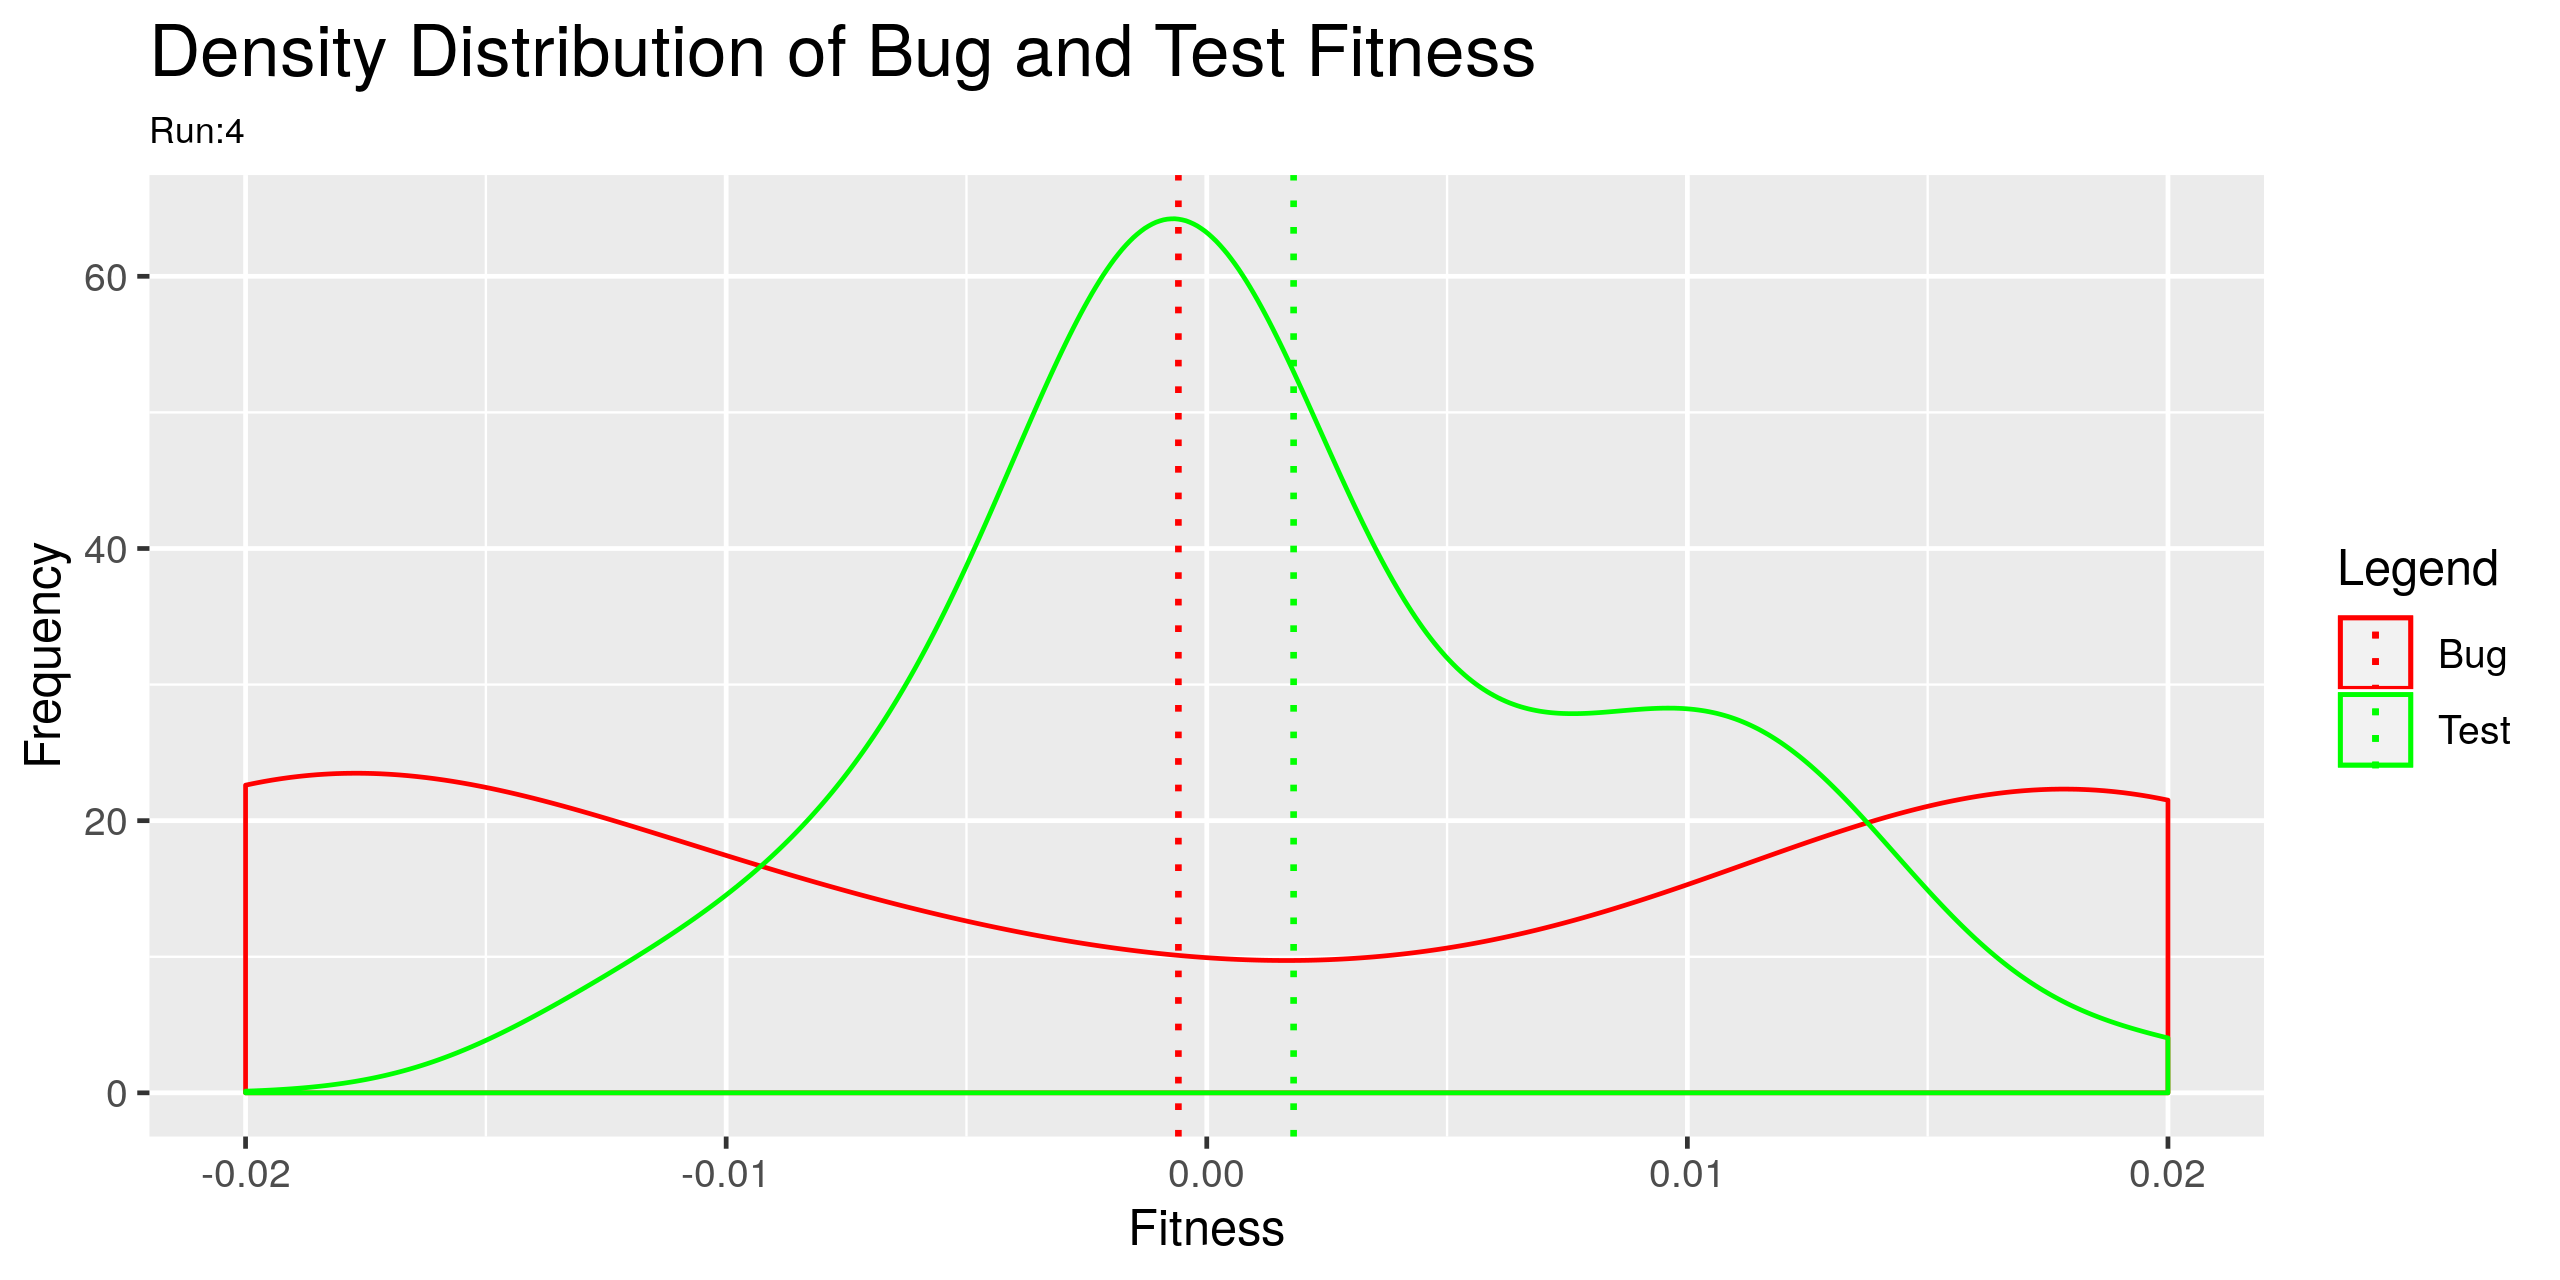 Density Distribution of Bug and Test Fitness
Run:4
Frequency
60
40
20
0
-0.02
-0.01
0.00
0.01
0.02
Fitness
Legend
Bug
Test